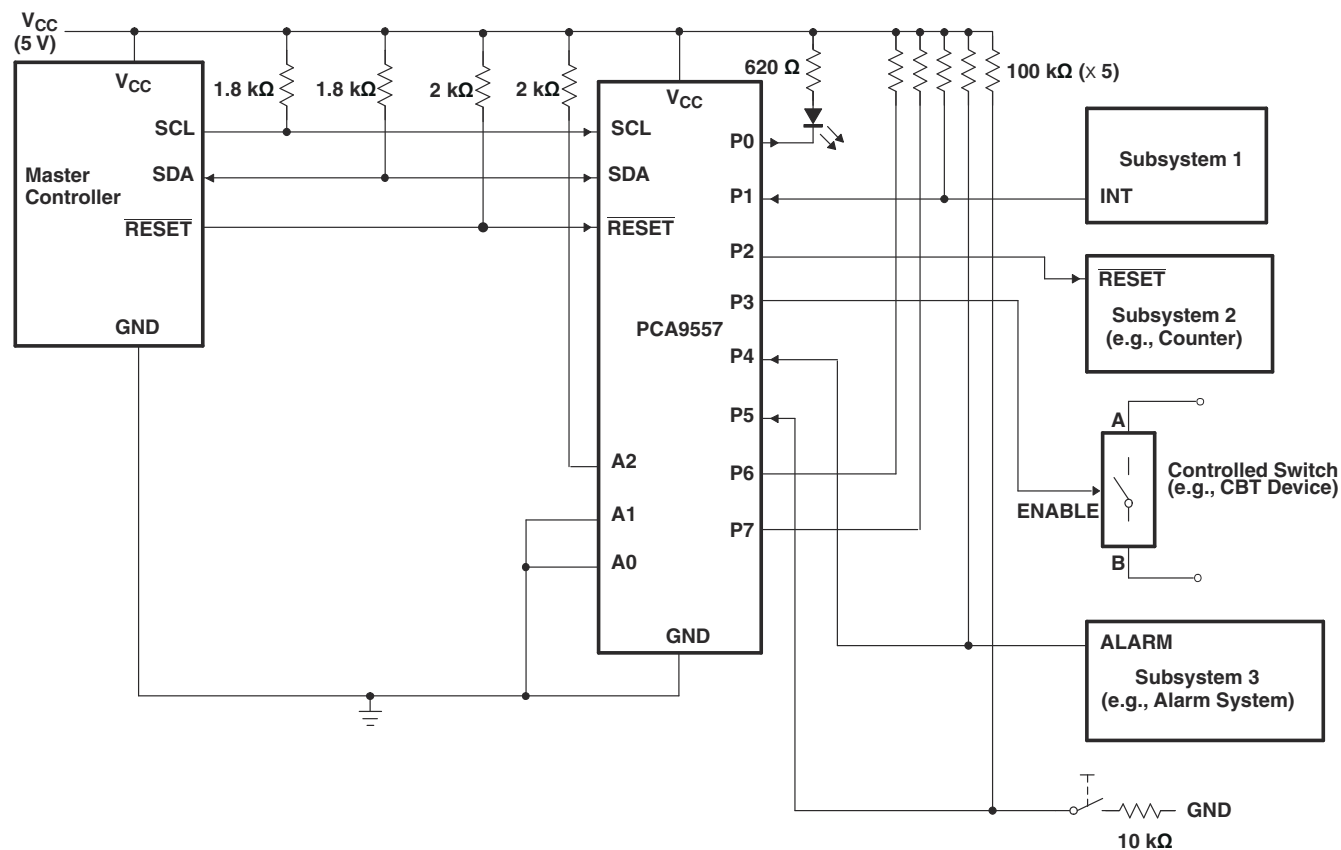 VCC
(5 V)
VCC
1.8 kΩ
1.8 kΩ
2 kΩ
2 kΩ
620 Ω
100 kΩ (x 5)
Master
Controller
SCL
SDA
RESET
GND
VCC
SCL
SDA
RESET
PCA9557
A2
A1
A0
GND
P0
P1
P2
P3
P4
P5
P6
P7
Subsystem 1
INT
RESET
Subsystem 2
(e.g., Counter)
A
Controlled Switch
(e.g., CBT Device)
ENABLE
B
ALARM
Subsystem 3
(e.g., Alarm System)
GND
10 kΩ